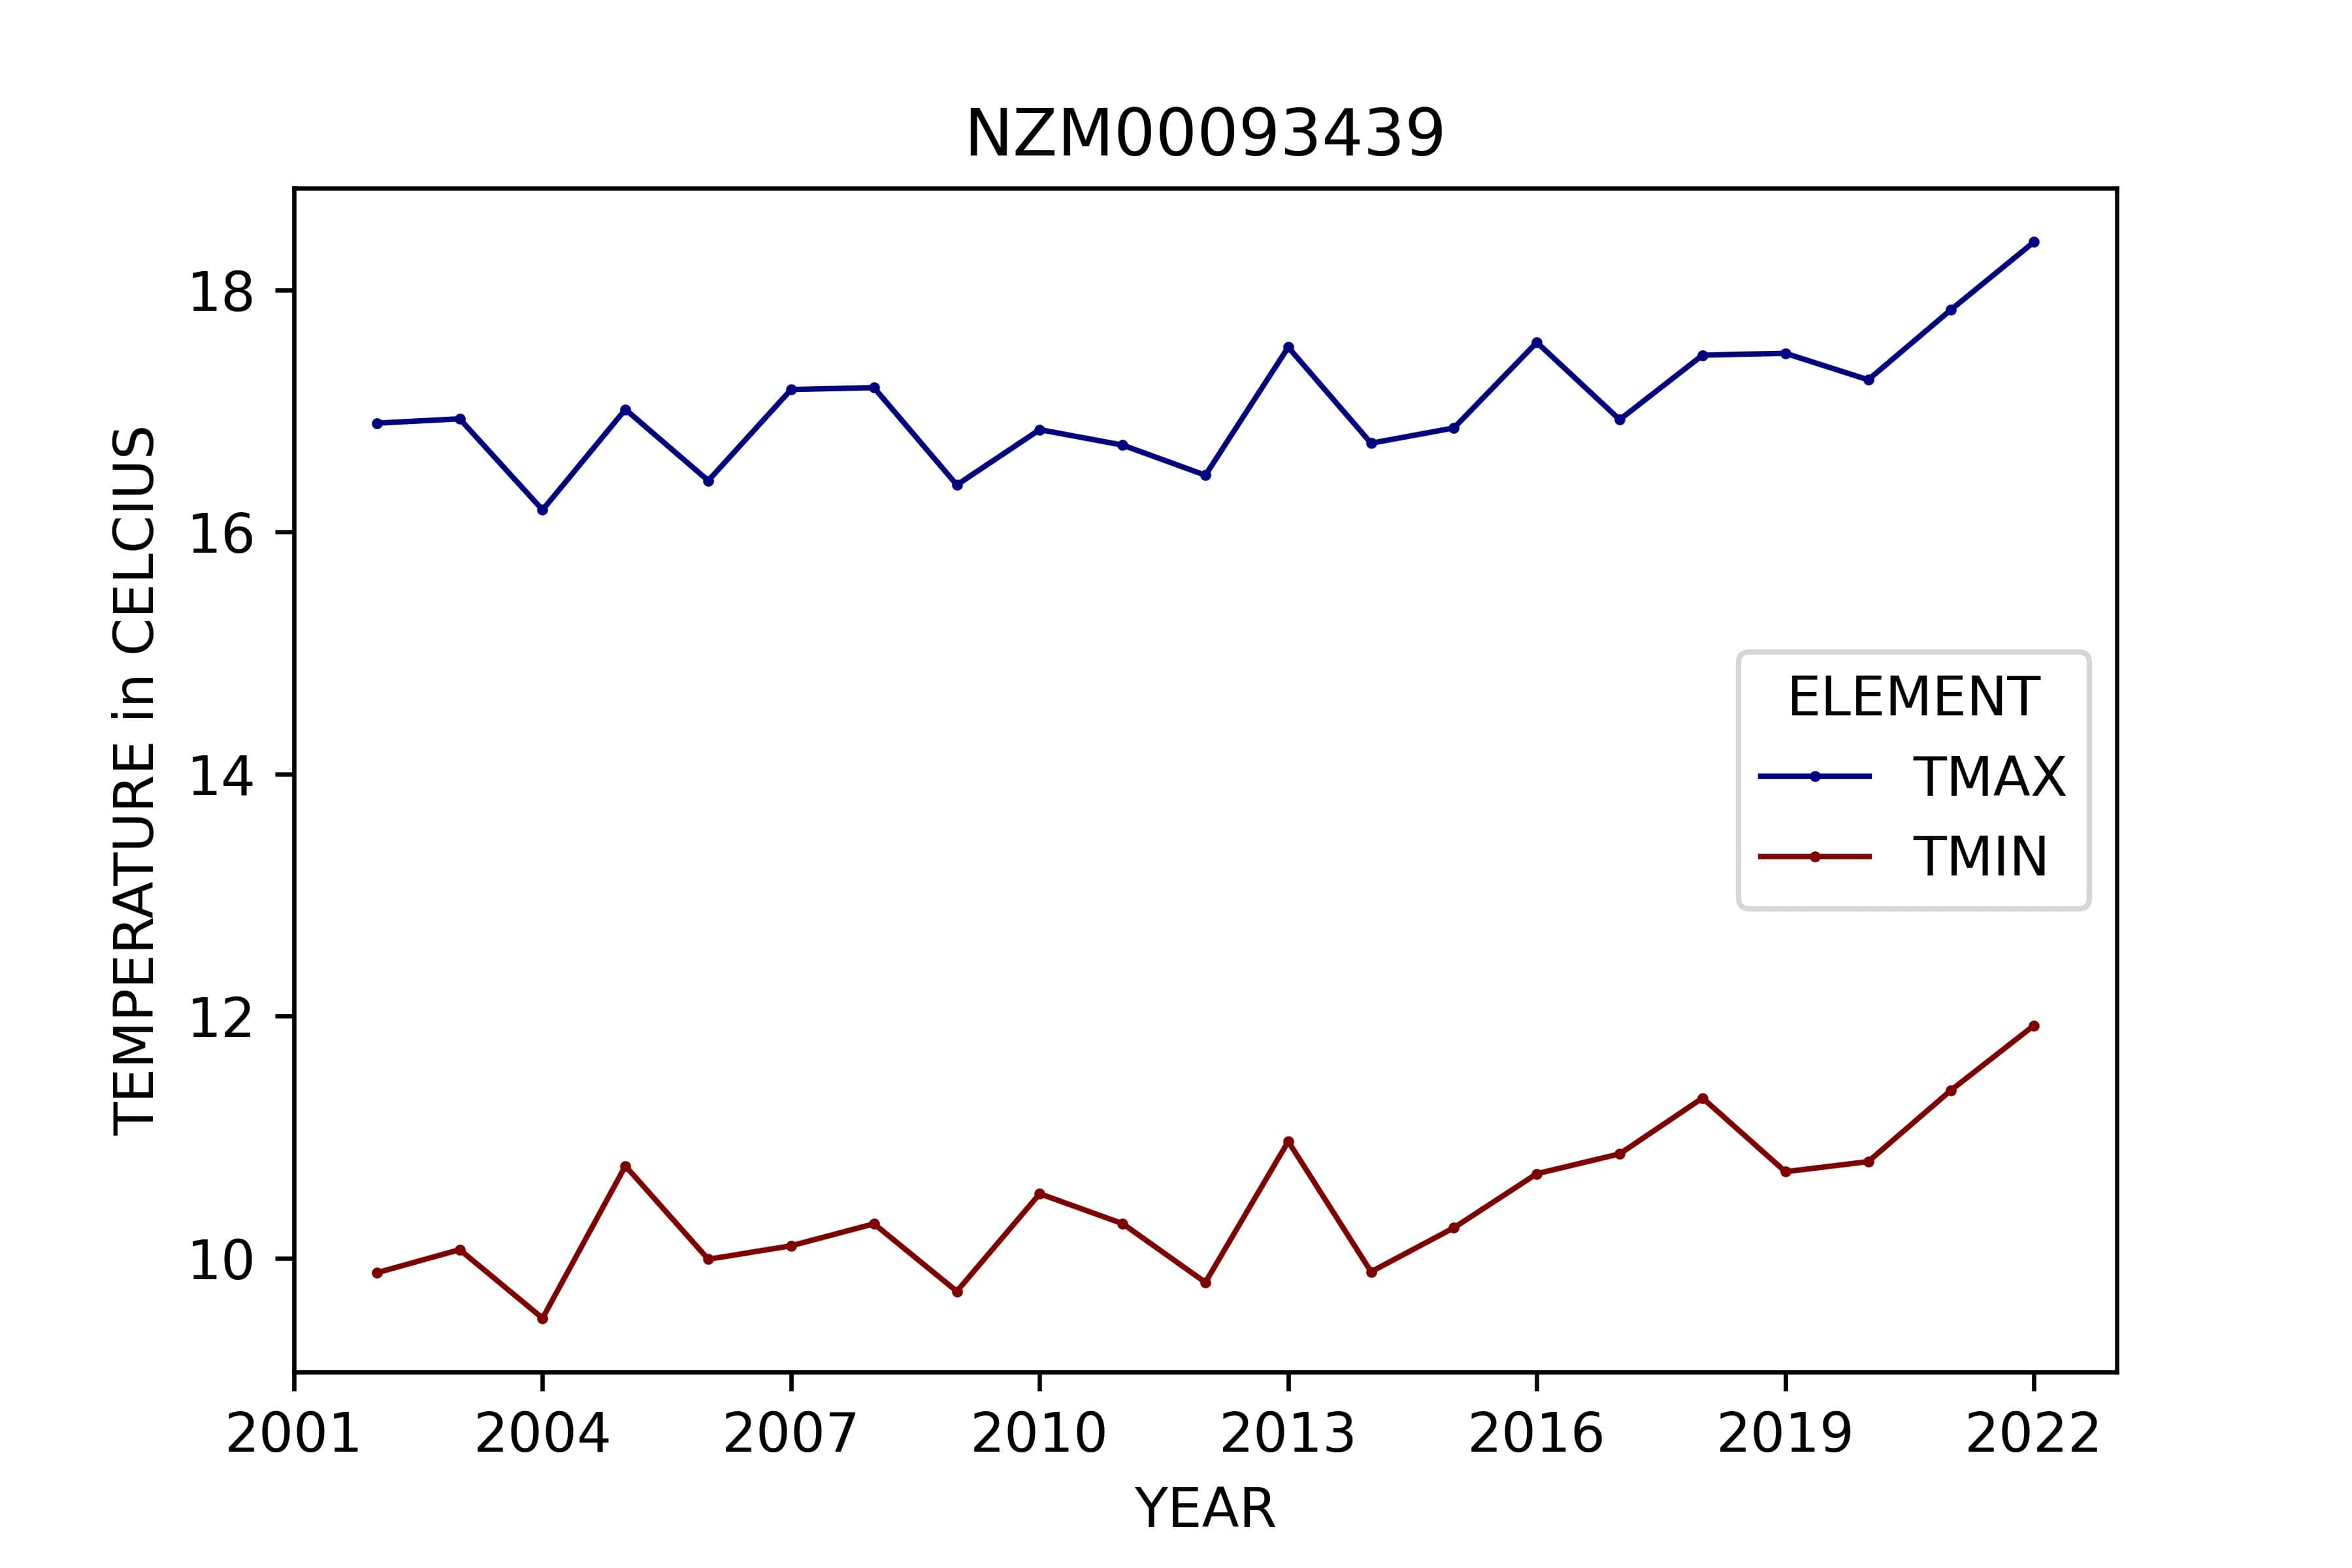 NZM00093439
TEMPERATURE in CELCIUS
18
16
14
12
10
ELEMENT
TMAX
TMIN
2001 2004 2007 2010 2013 2016 2019 2022
YEAR